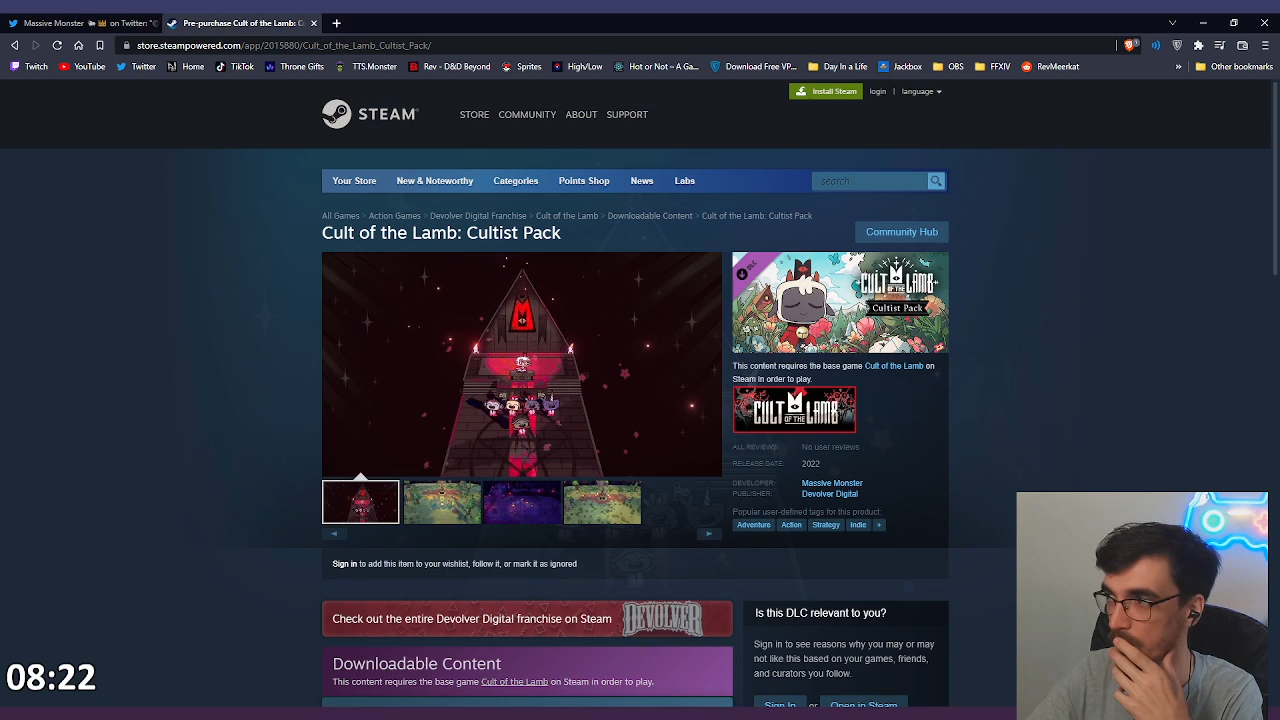 Massive Monster on Twitter: "
Pre-purchase Cult of the Lamb: C
store.steampowered.com/app/2015880/Cult_of_the_Lamb_Cultist_Pack/
Twitch YouTube Twitter Home TikTok Throne Gifts TTS.Monster Rev - D&D Beyond Sprites High/Low Hot or Not – A Ga... Download Free VP... Day In a Life Jackbox OBS FFXIV RevMeerkat » Other bookmarks
Install Steam login | language
STEAM® STORE COMMUNITY ABOUT SUPPORT
Your Store New & Noteworthy Categories Points Shop News Labs search
All Games > Action Games > Devolver Digital Franchise > Cult of the Lamb > Downloadable Content > Cult of the Lamb: Cultist Pack
Cult of the Lamb: Cultist Pack
Community Hub
DLC
CULT OF THE LAMB
Cultist Pack
This content requires the base game Cult of the Lamb on
Steam in order to play.
CULT OF THE LAMB
ALL REVIEWS: No user reviews
RELEASE DATE: 2022
DEVELOPER: Massive Monster
PUBLISHER: Devolver Digital
Popular user-defined tags for this product:
Adventure Action Strategy Indie +
Sign in to add this item to your wishlist, follow it, or mark it as ignored
Check out the entire Devolver Digital franchise on Steam DEVOLVER
Is this DLC relevant to you?
Sign in to see reasons why you may or may
not like this based on your games, friends,
and curators you follow.
Sign In or Open in Steam
Downloadable Content
This content requires the base game Cult of the Lamb on Steam in order to play.
08:22